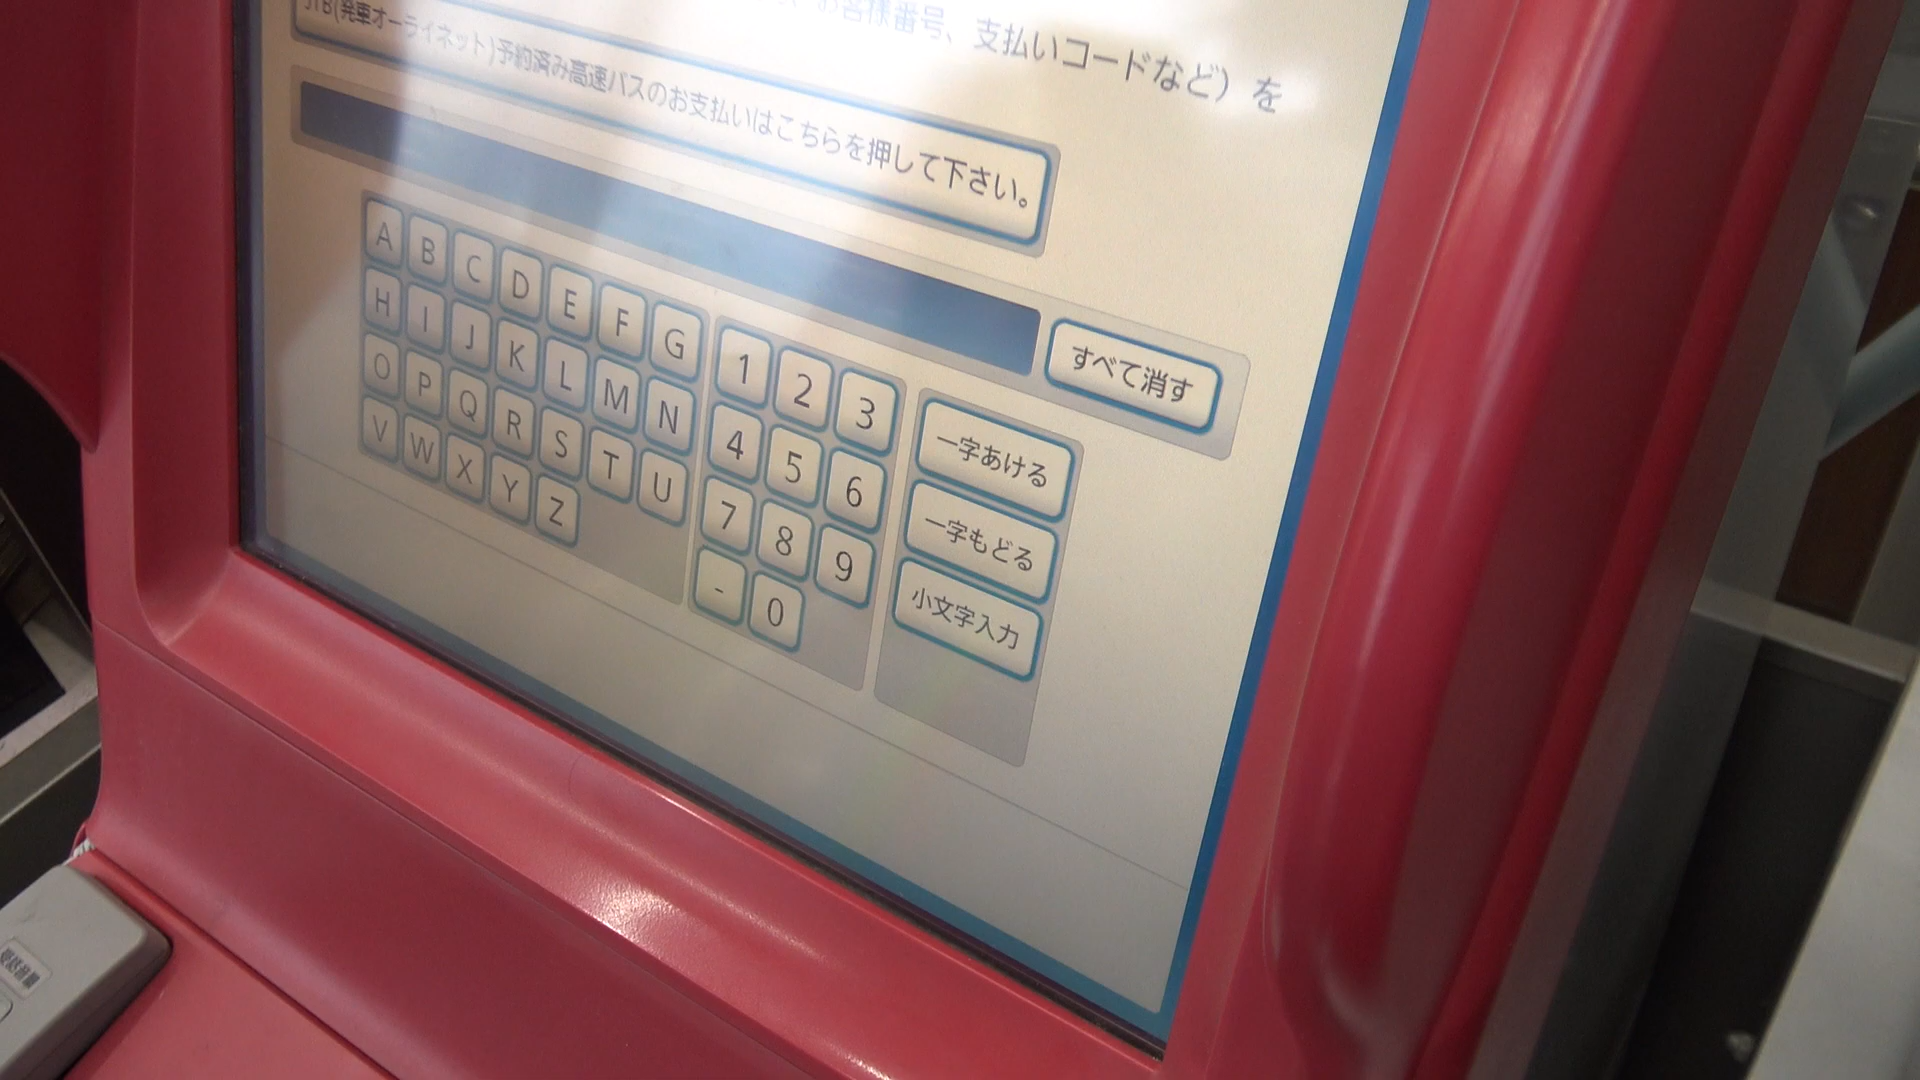 お客様番号、支払いコードなど）を
JTB(発車オーライネット)予約済み高速バスのお支払いはこちらを押して下さい。
すべて消す
A B C D E F G
H I J K L M N
O P Q R S T U
V W X Y Z
1 2 3
4 5 6
7 8 9
- 0
一字あける
一字もどる
小文字入力